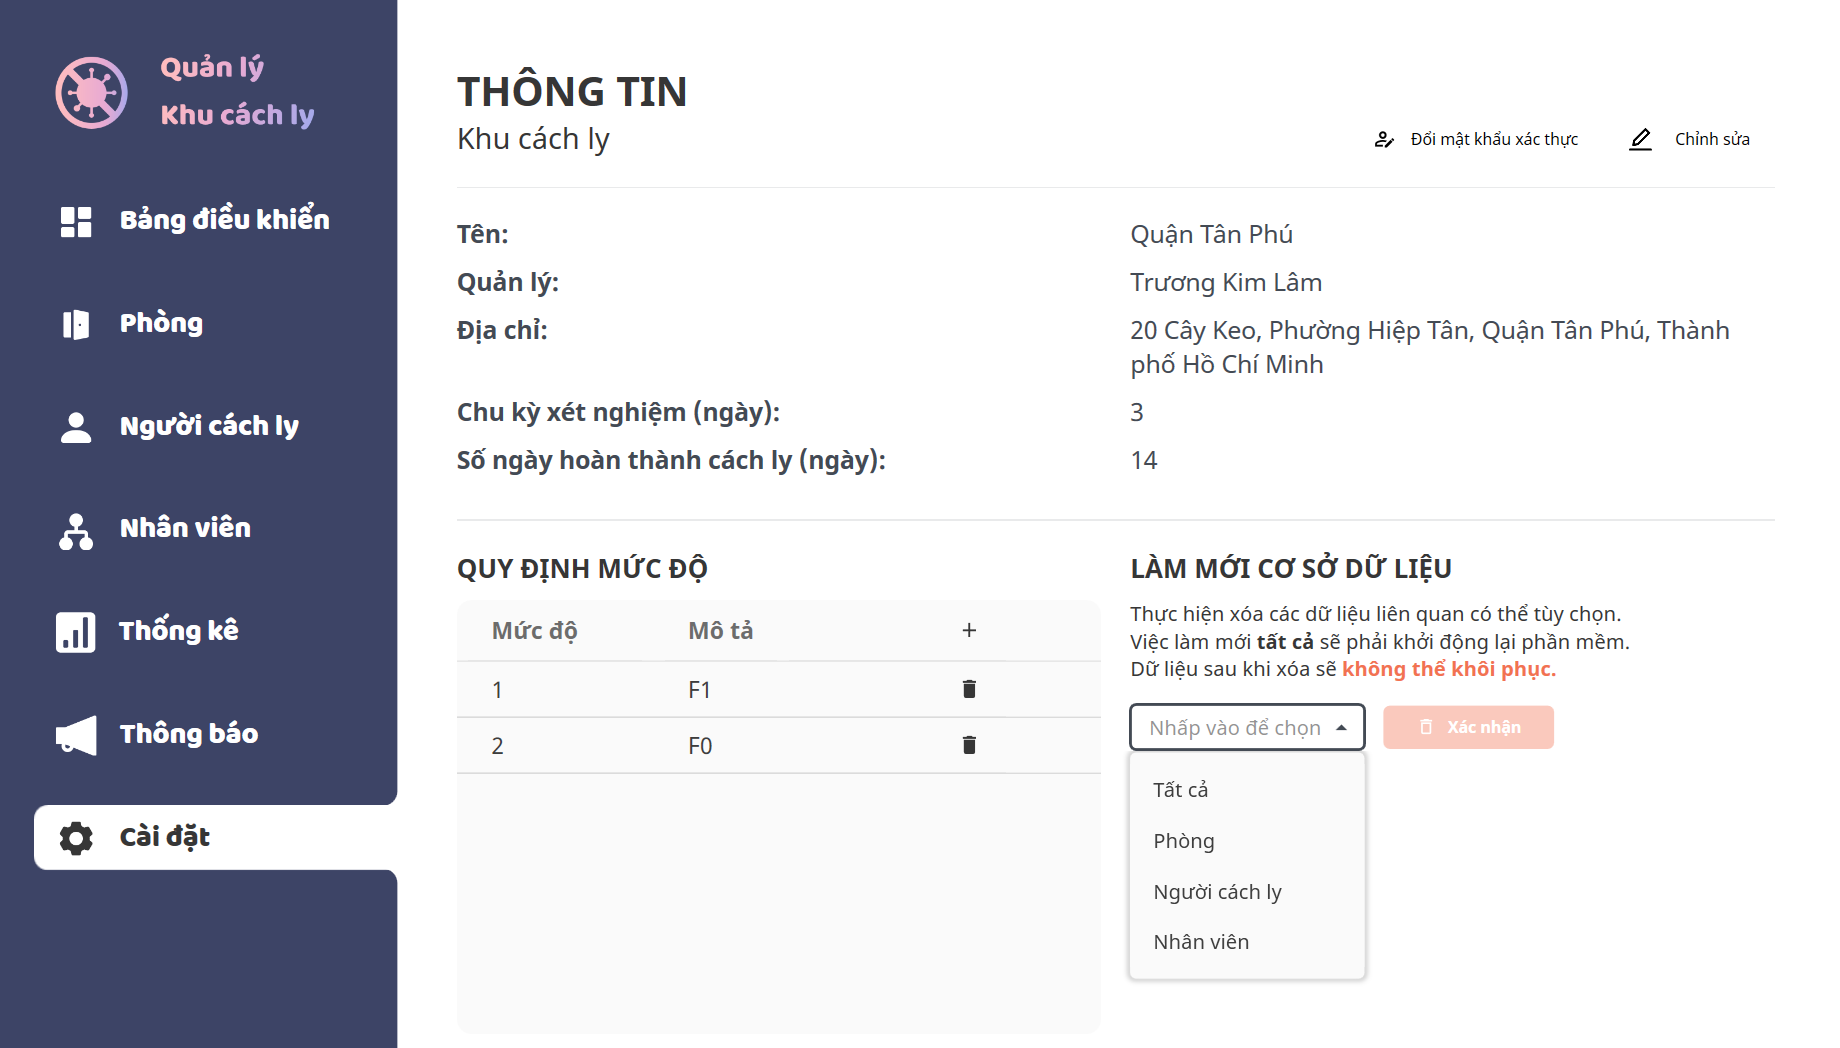 Quản lý
Khu cách ly
Bảng điều khiển
Phòng
Người cách ly
Nhân viên
Thống kê
Thông báo
Cài đặt
THÔNG TIN
Khu cách ly
Đổi mật khẩu xác thực
Chỉnh sửa
Tên:
Quận Tân Phú
Quản lý:
Trương Kim Lâm
Địa chỉ:
20 Cây Keo, Phường Hiệp Tân, Quận Tân Phú, Thành
phố Hồ Chí Minh
Chu kỳ xét nghiệm (ngày):
3
Số ngày hoàn thành cách ly (ngày):
14
QUY ĐỊNH MỨC ĐỘ
Mức độ
Mô tả
+
1
F1
2
F0
LÀM MỚI CƠ SỞ DỮ LIỆU
Thực hiện xóa các dữ liệu liên quan có thể tùy chọn.
Việc làm mới tất cả sẽ phải khởi động lại phần mềm.
Dữ liệu sau khi xóa sẽ không thể khôi phục.
Nhấp vào để chọn
Xác nhận
Tất cả
Phòng
Người cách ly
Nhân viên